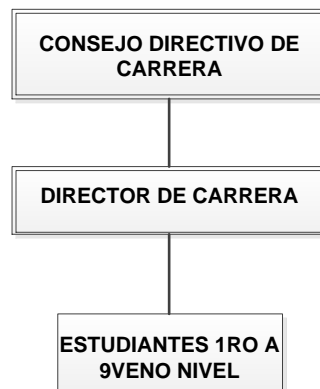 CONSEJO DIRECTIVO DE
CARRERA
DIRECTOR DE CARRERA
ESTUDIANTES 1RO A
9VENO NIVEL